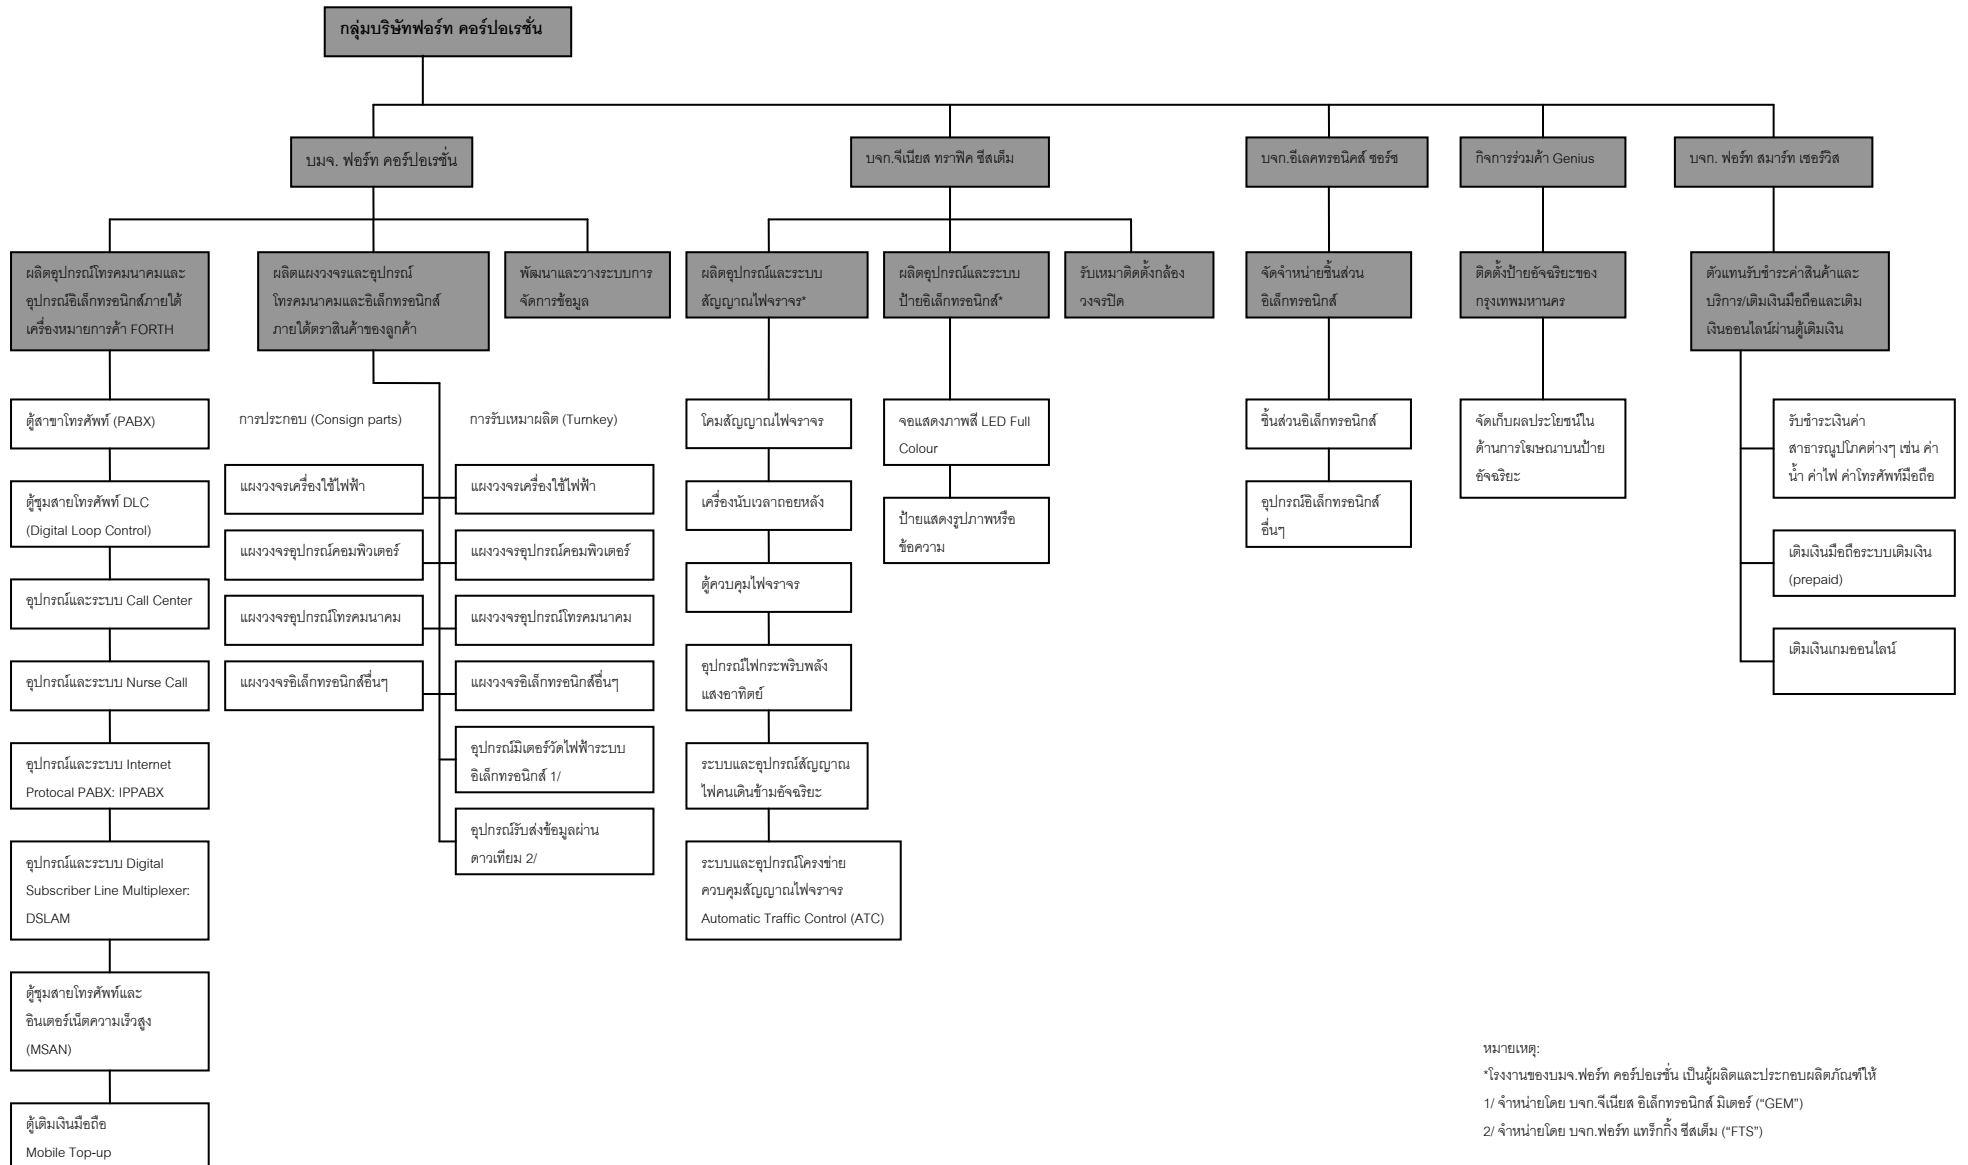 กลุ่มบริษัทฟอร์ท คอร์ปอเรชั่น
บมจ. ฟอร์ท คอร์ปอเรชั่น
บจก.จีเนียส ทราฟิค ซีสเต็ม
บจก.อีเลคทรอนิคส์ ซอร์ซ
กิจการร่วมค้า Genius
บจก. ฟอร์ท สมาร์ท เซอร์วิส
ผลิตอุปกรณ์โทรคมนาคมและ
อุปกรณ์อิเล็กทรอนิกส์ภายใต้
เครื่องหมายการค้า FORTH
ผลิตแผงวงจรและอุปกรณ์
โทรคมนาคมและอิเล็กทรอนิกส์
ภายใต้ตราสินค้าของลูกค้า
พัฒนาและวางระบบการ
จัดการข้อมูล
ผลิตอุปกรณ์และระบบ
สัญญาณไฟจราจร*
ผลิตอุปกรณ์และระบบ
ป้ายอิเล็กทรอนิกส์*
รับเหมาติดตั้งกล้อง
วงจรปิด
จัดจำหน่ายชิ้นส่วน
อิเล็กทรอนิกส์
ติดตั้งป้ายอัจฉริยะของ
กรุงเทพมหานคร
ตัวแทนรับชำระค่าสินค้าและ
บริการ/เติมเงินมือถือและเติม
เงินออนไลน์ผ่านตู้เติมเงิน
ตู้สาขาโทรศัพท์ (PABX)
ตู้ชุมสายโทรศัพท์ DLC
(Digital Loop Control)
อุปกรณ์และระบบ Call Center
อุปกรณ์และระบบ Nurse Call
อุปกรณ์และระบบ Internet
Protocal PABX: IPPABX
อุปกรณ์และระบบ Digital
Subscriber Line Multiplexer:
DSLAM
ตู้ชุมสายโทรศัพท์และ
อินเตอร์เน็ตความเร็วสูง
(MSAN)
ตู้เติมเงินมือถือ
Mobile Top-up
การประกอบ (Consign parts)
แผงวงจรเครื่องใช้ไฟฟ้า
แผงวงจรอุปกรณ์คอมพิวเตอร์
แผงวงจรอุปกรณ์โทรคมนาคม
แผงวงจรอิเล็กทรอนิกส์อื่นๆ
การรับเหมาผลิต (Turnkey)
แผงวงจรเครื่องใช้ไฟฟ้า
แผงวงจรอุปกรณ์คอมพิวเตอร์
แผงวงจรอุปกรณ์โทรคมนาคม
แผงวงจรอิเล็กทรอนิกส์อื่นๆ
อุปกรณ์มิเตอร์วัดไฟฟ้าระบบ
อิเล็กทรอนิกส์ 1/
อุปกรณ์รับส่งข้อมูลผ่าน
ดาวเทียม 2/
โคมสัญญาณไฟจราจร
เครื่องนับเวลาถอยหลัง
ตู้ควบคุมไฟจราจร
อุปกรณ์ไฟกระพริบพลัง
แสงอาทิตย์
ระบบและอุปกรณ์สัญญาณ
ไฟคนเดินข้ามอัจฉริยะ
ระบบและอุปกรณ์โครงข่าย
ควบคุมสัญญาณไฟจราจร
Automatic Traffic Control (ATC)
จอแสดงภาพสี LED Full
Colour
ป้ายแสดงรูปภาพหรือ
ข้อความ
ชิ้นส่วนอิเล็กทรอนิกส์
อุปกรณ์อิเล็กทรอนิกส์
อื่นๆ
จัดเก็บผลประโยชน์ใน
ด้านการโฆษณาบนป้าย
อัจฉริยะ
รับชำระเงินค่า
สาธารณูปโภคต่างๆ เช่น ค่า
น้ำ ค่าไฟ ค่าโทรศัพท์มือถือ
เติมเงินมือถือระบบเติมเงิน
(prepaid)
เติมเงินเกมออนไลน์
หมายเหตุ:
*โรงงานของบมจ.ฟอร์ท คอร์ปอเรชั่น เป็นผู้ผลิตและประกอบผลิตภัณฑ์ให้
1/ จำหน่ายโดย บจก.จีเนียส อิเล็กทรอนิกส์ มิเตอร์ (“GEM”)
2/ จำหน่ายโดย บจก.ฟอร์ท แทร็กกิ้ง ซีสเต็ม (“FTS”)